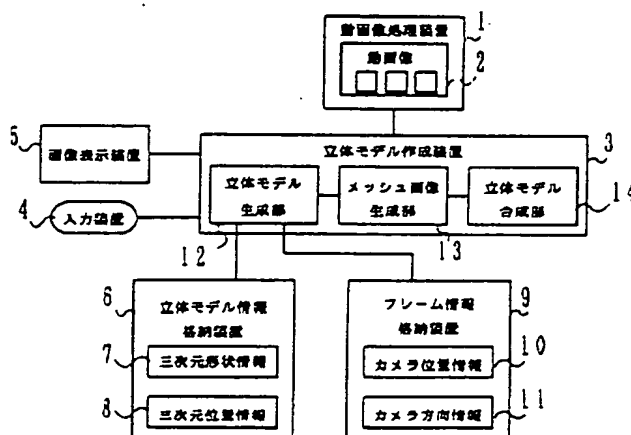 動画像処理装置
1
動画像
2
5
画像表示装置
立体モデル作成装置
3
立体モデル
生成部
メッシュ画像
生成部
立体モデル
合成部
14
4
入力装置
12
13
6
立体モデル情報
格納装置
フレーム情報
格納装置
9
7
三次元形状情報
カメラ位置情報
10
8
三次元位置情報
カメラ方向情報
11